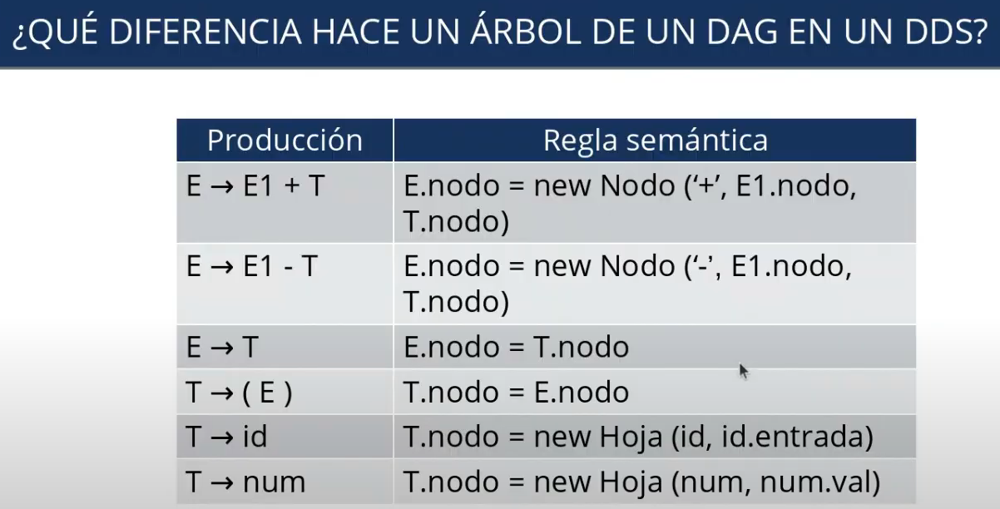 ¿QUÉ DIFERENCIA HACE UN ÁRBOL DE UN DAG EN UN DDS?
Producción
Regla semántica
E → E1 + T
E.nodo = new Nodo (‘+’, E1.nodo,
T.nodo)
E → E1 - T
E.nodo = new Nodo (‘-’, E1.nodo,
T.nodo)
E → T
E.nodo = T.nodo
T → ( E )
T.nodo = E.nodo
T → id
T.nodo = new Hoja (id, id.entrada)
T → num
T.nodo = new Hoja (num, num.val)